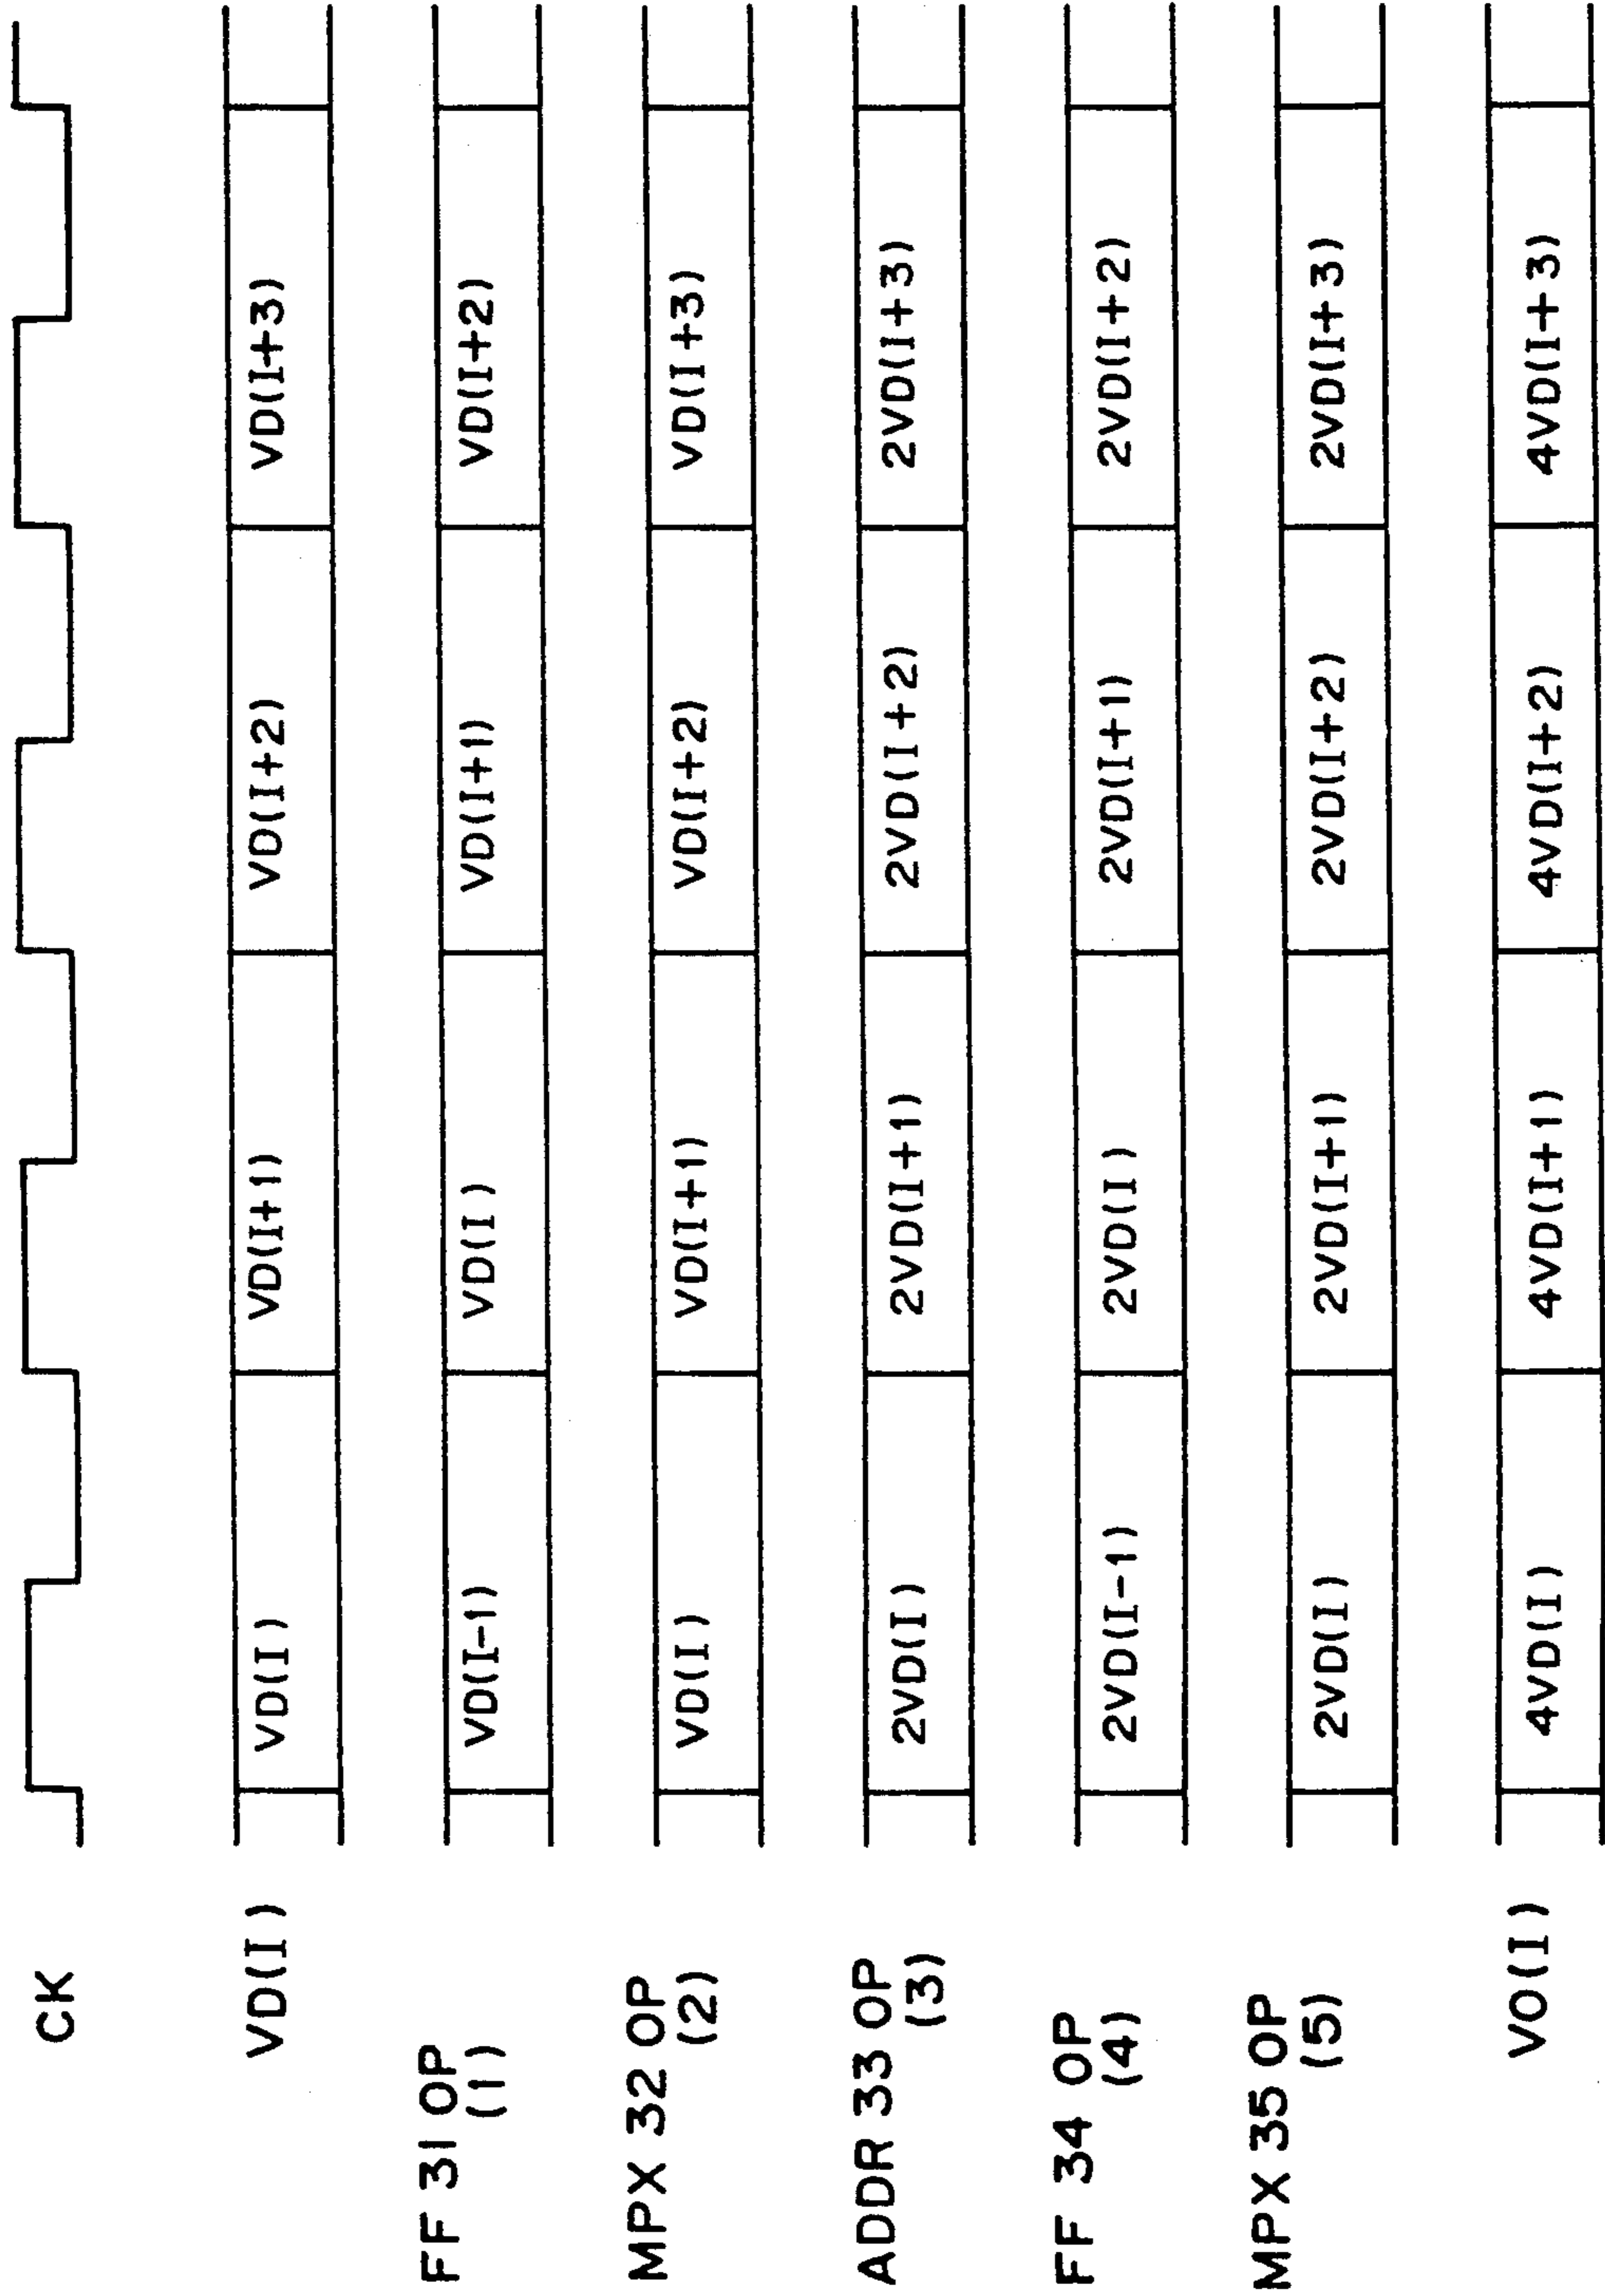 CK
VD(I)
VD(I)
VD(I+1)
VD(I+2)
VD(I+3)
FF 31 OP
(1)
VD(I-1)
VD(I)
VD(I+1)
VD(I+2)
MPX 32 OP
(2)
VD(I)
VD(I+1)
VD(I+2)
VD(I+3)
ADDR 33 OP
(3)
2VD(I)
2VD(I+1)
2VD(I+2)
2VD(I+3)
FF 34 OP
(4)
2VD(I-1)
2VD(I)
2VD(I+1)
2VD(I+2)
MPX 35 OP
(5)
2VD(I)
2VD(I+1)
2VD(I+2)
2VD(I+3)
VO(I)
4VD(I)
4VD(I+1)
4VD(I+2)
4VD(I+3)